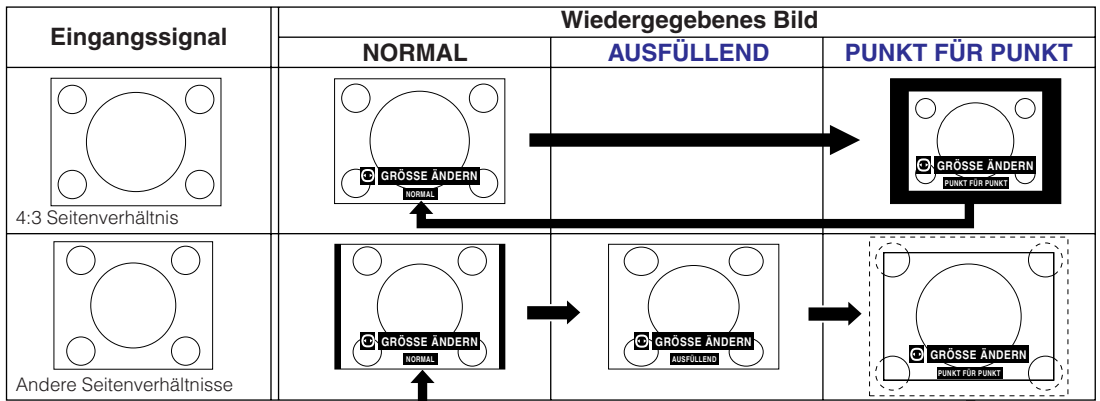 Eingangssignal
Wiedergegebenes Bild
NORMAL
AUSFÜLLEND
PUNKT FÜR PUNKT
GRÖSSE ÄNDERN
NORMAL
GRÖSSE ÄNDERN
PUNKT FÜR PUNKT
4:3 Seitenverhältnis
GRÖSSE ÄNDERN
NORMAL
GRÖSSE ÄNDERN
AUSFÜLLEND
GRÖSSE ÄNDERN
PUNKT FÜR PUNKT
Andere Seitenverhältnisse